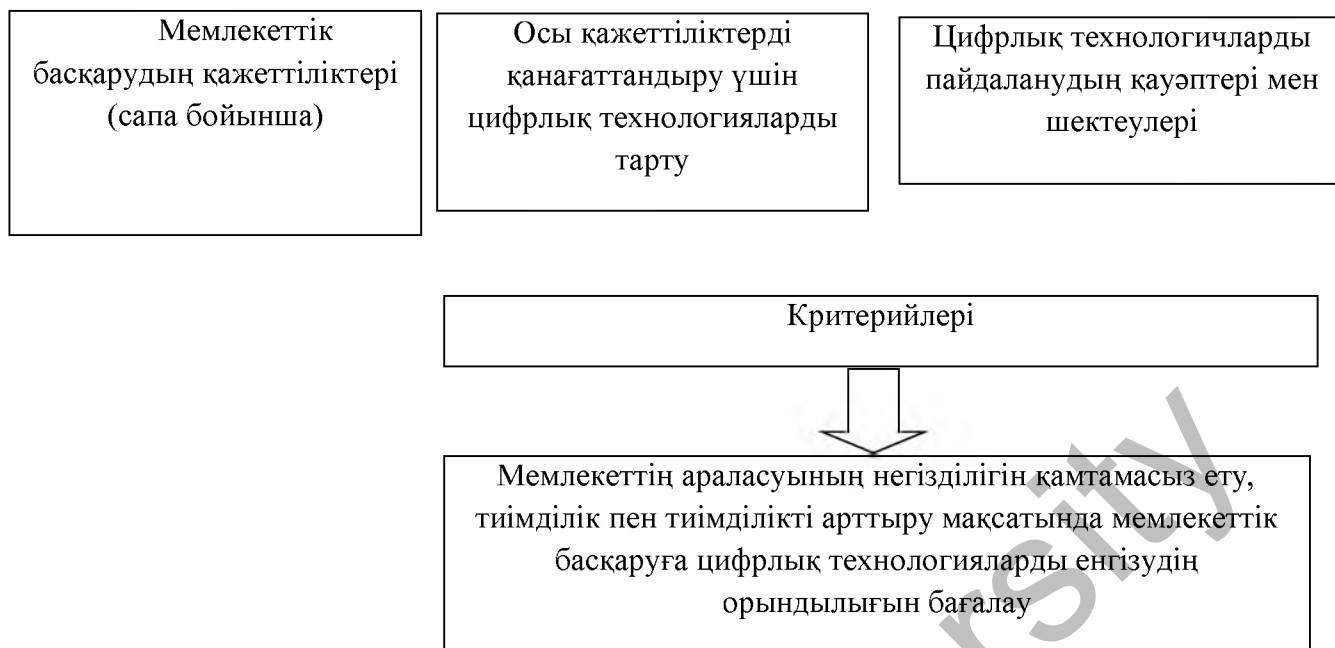 Мемлекеттік
басқарудың қажеттіліктері
(сапа бойынша)
Осы қажеттіліктерді
қанағаттандыру үшін
цифрлық технологияларды
тарту
Цифрлық технологичларды
пайдаланудың қауәптері мен
шектеулері
Критерийлері
Мемлекеттің араласуының негізділігін қамтамасыз ету,
тиімділік пен тиімділікті арттыру мақсатында мемлекеттік
басқаруға цифрлық технологияларды енгізудің
орындылығын бағалау
rsity